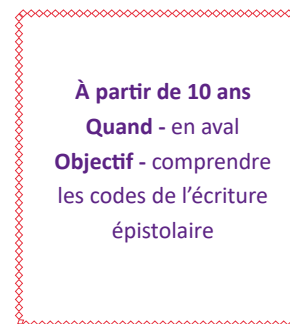 À partir de 10 ans
Quand - en aval
Objectif - comprendre
les codes de l’écriture
épistolaire